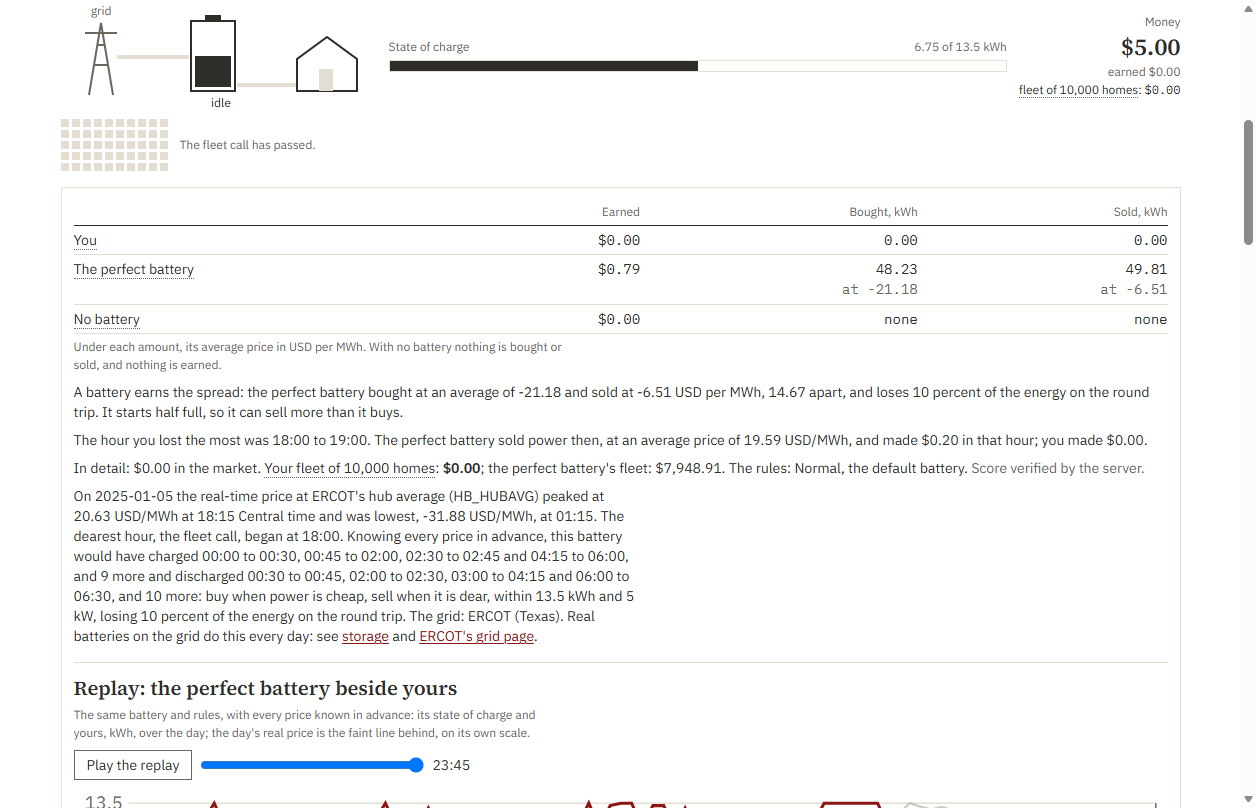 grid
idle
State of charge
6.75 of 13.5 kWh
Money
$5.00
earned $0.00
fleet of 10,000 homes: $0.00
The fleet call has passed.
Earned Bought, kWh Sold, kWh
You $0.00 0.00 0.00
The perfect battery $0.79 48.23 49.81
at -21.18 at -6.51
No battery $0.00 none none
Under each amount, its average price in USD per MWh. With no battery nothing is bought or
sold, and nothing is earned.
A battery earns the spread: the perfect battery bought at an average of -21.18 and sold at -6.51 USD per MWh, 14.67 apart, and loses 10 percent of the energy on the round
trip. It starts half full, so it can sell more than it buys.
The hour you lost the most was 18:00 to 19:00. The perfect battery sold power then, at an average price of 19.59 USD/MWh, and made $0.20 in that hour; you made $0.00.
In detail: $0.00 in the market. Your fleet of 10,000 homes: $0.00; the perfect battery's fleet: $7,948.91. The rules: Normal, the default battery. Score verified by the server.
On 2025-01-05 the real-time price at ERCOT's hub average (HB_HUBAVG) peaked at
20.63 USD/MWh at 18:15 Central time and was lowest, -31.88 USD/MWh, at 01:15. The
dearest hour, the fleet call, began at 18:00. Knowing every price in advance, this battery
would have charged 00:00 to 00:30, 00:45 to 02:00, 02:30 to 02:45 and 04:15 to 06:00,
and 9 more and discharged 00:30 to 00:45, 02:00 to 02:30, 03:00 to 04:15 and 06:00 to
06:30, and 10 more: buy when power is cheap, sell when it is dear, within 13.5 kWh and 5
kW, losing 10 percent of the energy on the round trip. The grid: ERCOT (Texas). Real
batteries on the grid do this every day: see storage and ERCOT's grid page.
Replay: the perfect battery beside yours
The same battery and rules, with every price known in advance: its state of charge and
yours, kWh, over the day; the day's real price is the faint line behind, on its own scale.
Play the replay 23:45
13.5